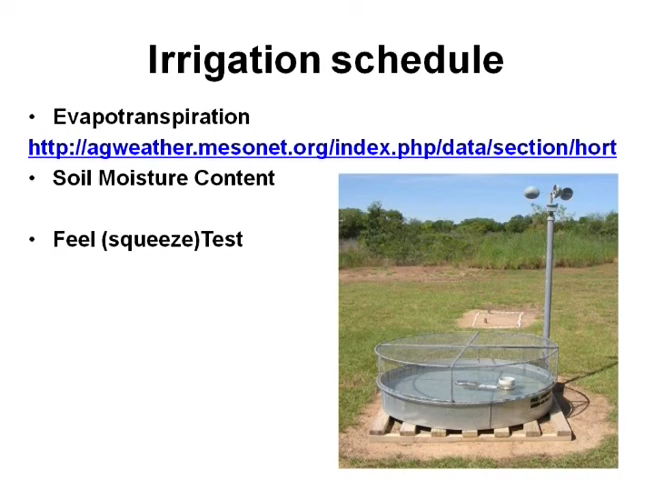 Irrigation schedule
• Evapotranspiration
http://agweather.mesonet.org/index.php/data/section/hort
• Soil Moisture Content
• Feel (squeeze)Test